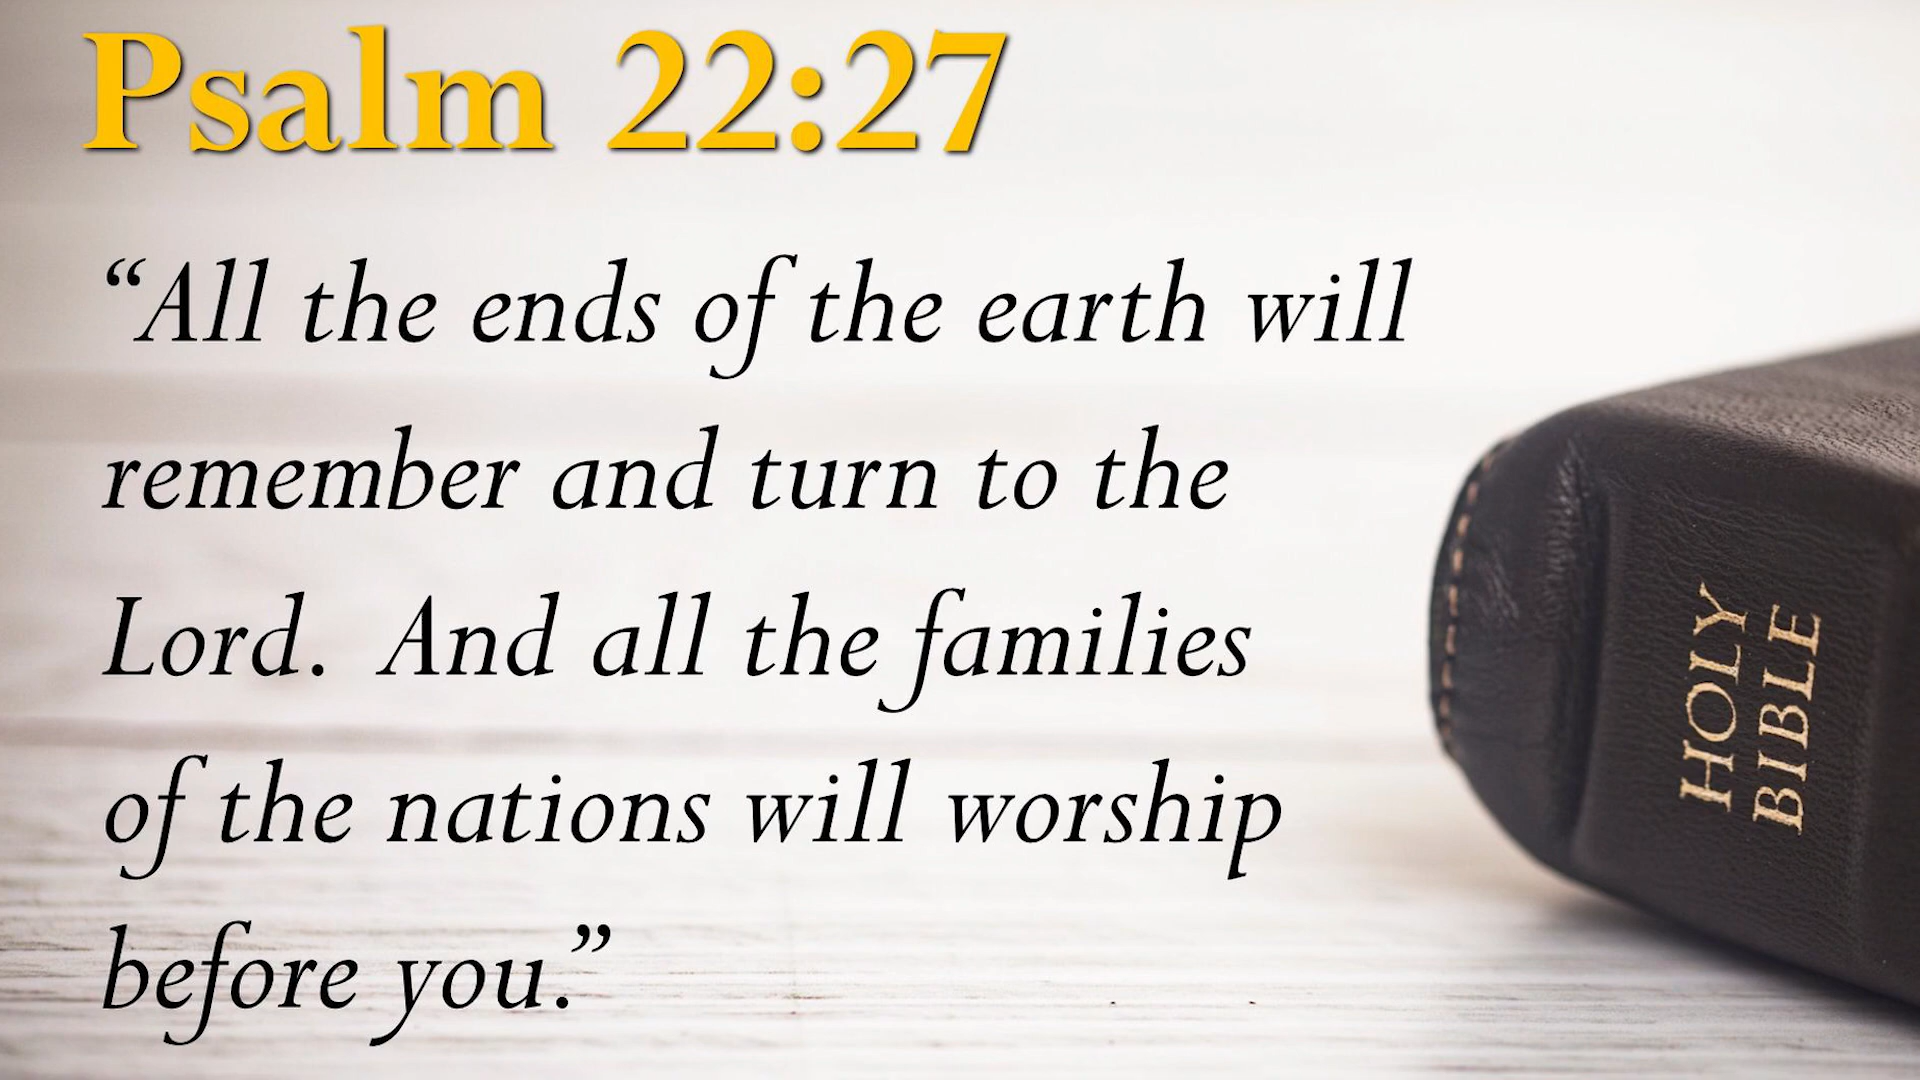 Psalm 22:27
“All the ends of the earth will
remember and turn to the
Lord.  And all the families
of the nations will worship
before you.”
HOLY
BIBLE